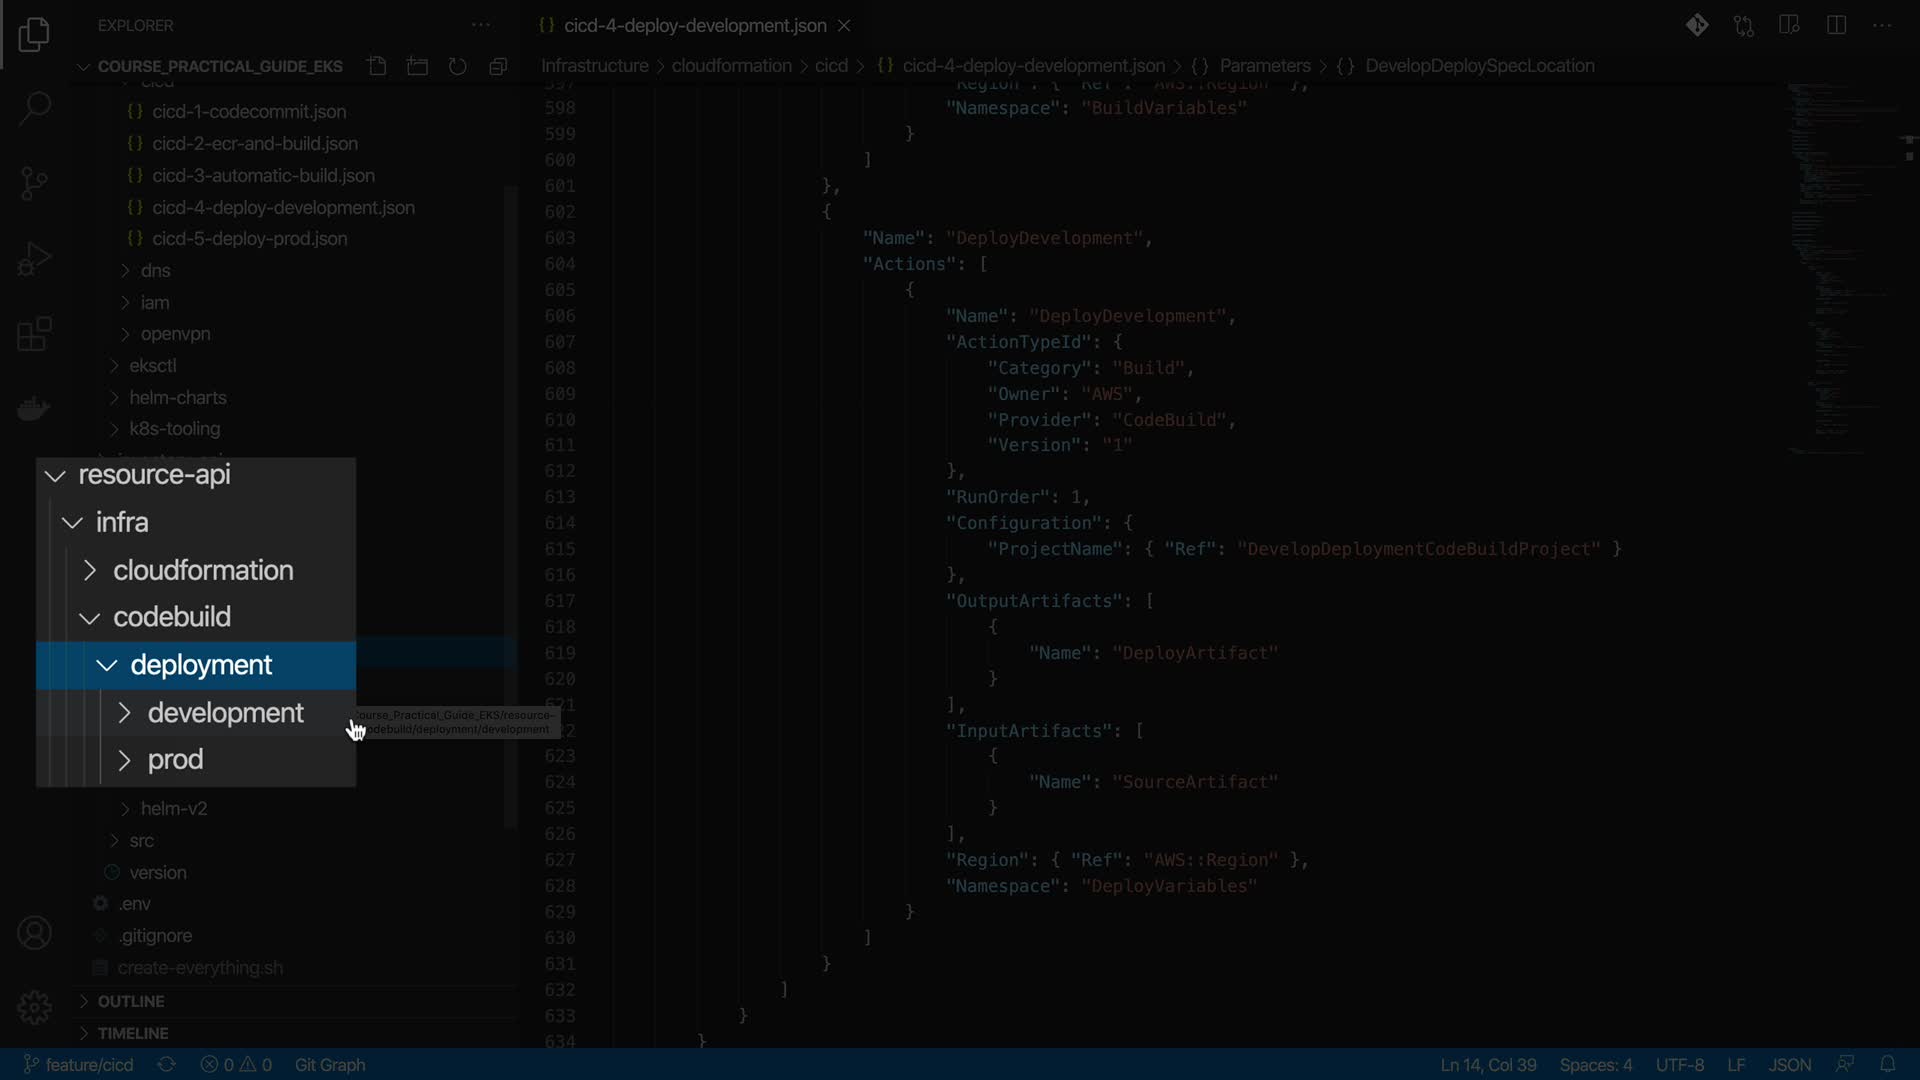 EXPLORER
COURSE_PRACTICAL_GUIDE_EKS
cicd
cicd-1-codecommit.json
cicd-2-ecr-and-build.json
cicd-3-automatic-build.json
cicd-4-deploy-development.json
cicd-5-deploy-prod.json
dns
iam
openvpn
eksctl
helm-charts
k8s-tooling
resource-api
infra
cloudformation
codebuild
deployment
development
prod
ourse_Practical_Guide_EKS/resource-
odebuild/deployment/development
helm-v2
src
version
.env
.gitignore
create-everything.sh
OUTLINE
TIMELINE
cicd-4-deploy-development.json
Infrastructure > cloudformation > cicd > {} cicd-4-deploy-development.json > {} Parameters > {} DevelopDeploySpecLocation
597 "Region": { "Ref": "AWS::Region" },
598 "Namespace": "BuildVariables"
599 }
600 ]
601 },
602 {
603 "Name": "DeployDevelopment",
604 "Actions": [
605 {
606 "Name": "DeployDevelopment",
607 "ActionTypeId": {
608 "Category": "Build",
609 "Owner": "AWS",
610 "Provider": "CodeBuild",
611 "Version": "1"
612 },
613 "RunOrder": 1,
614 "Configuration": {
615 "ProjectName": { "Ref": "DevelopDeploymentCodeBuildProject" }
616 },
617 "OutputArtifacts": [
618 {
619 "Name": "DeployArtifact"
620 }
621 ],
622 "InputArtifacts": [
623 {
624 "Name": "SourceArtifact"
625 }
626 ],
627 "Region": { "Ref": "AWS::Region" },
628 "Namespace": "DeployVariables"
629 }
630 ]
631 }
632 ]
633 }
634 }
feature/cicd 0 0 Git Graph Ln 14, Col 39 Spaces: 4 UTF-8 LF JSON